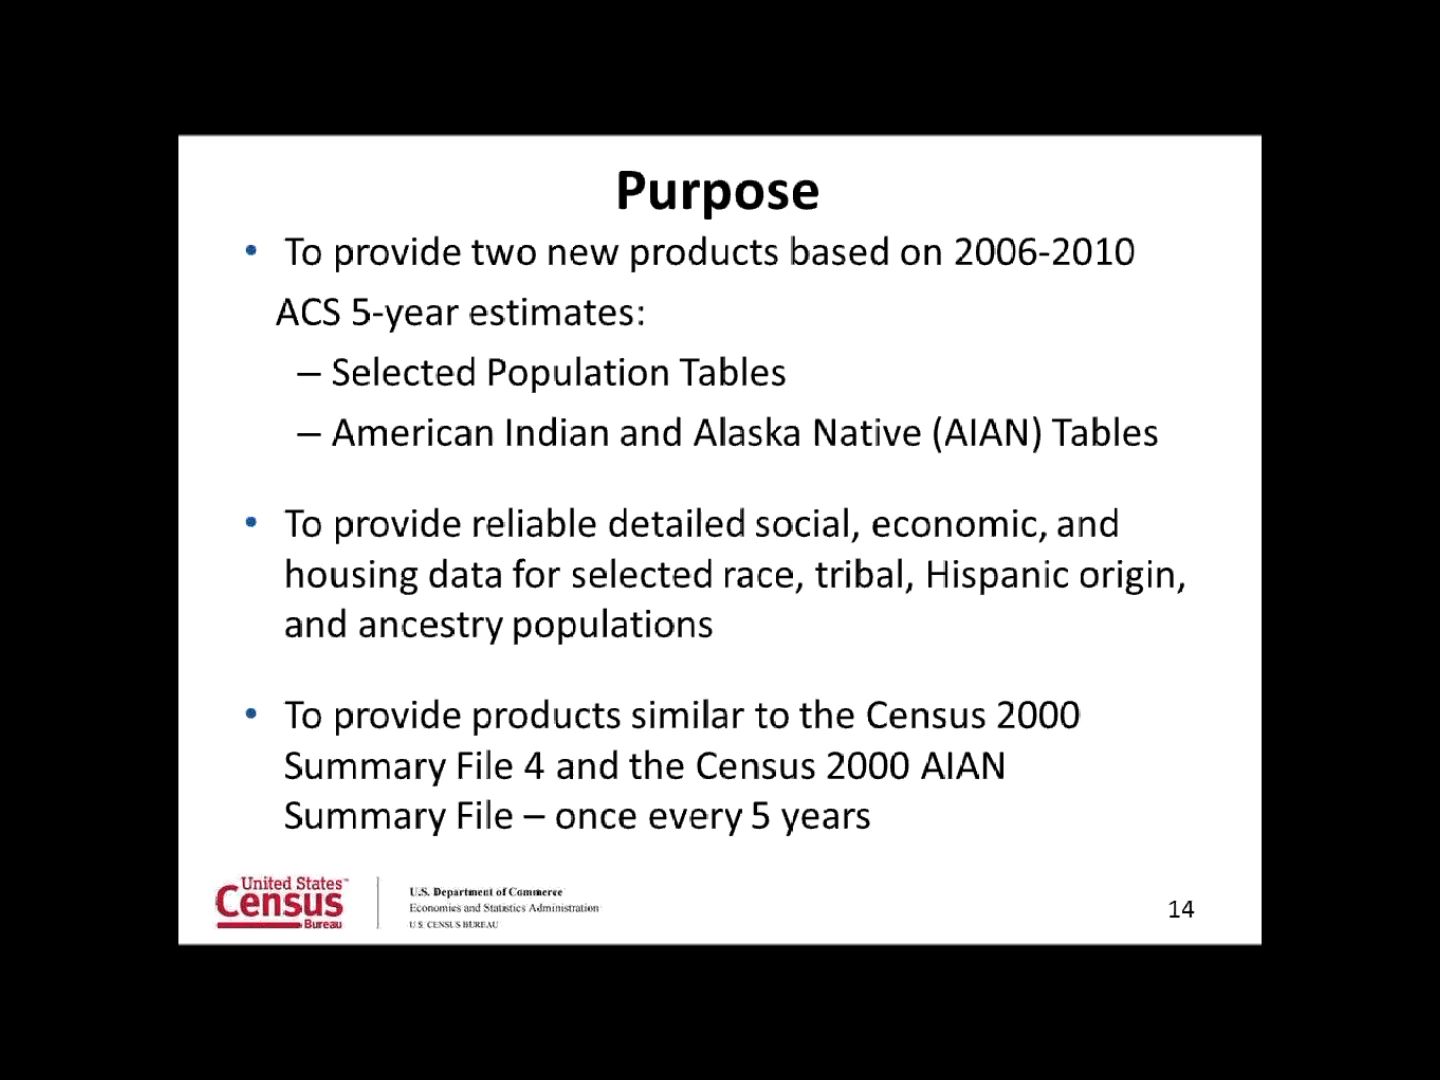 Purpose
• To provide two new products based on 2006-2010
ACS 5-year estimates:
– Selected Population Tables
– American Indian and Alaska Native (AIAN) Tables
• To provide reliable detailed social, economic, and
housing data for selected race, tribal, Hispanic origin,
and ancestry populations
• To provide products similar to the Census 2000
Summary File 4 and the Census 2000 AIAN
Summary File – once every 5 years
United States™
Census
Bureau
U.S. Department of Commerce
Economics and Statistics Administration
U.S. CENSUS BUREAU
14